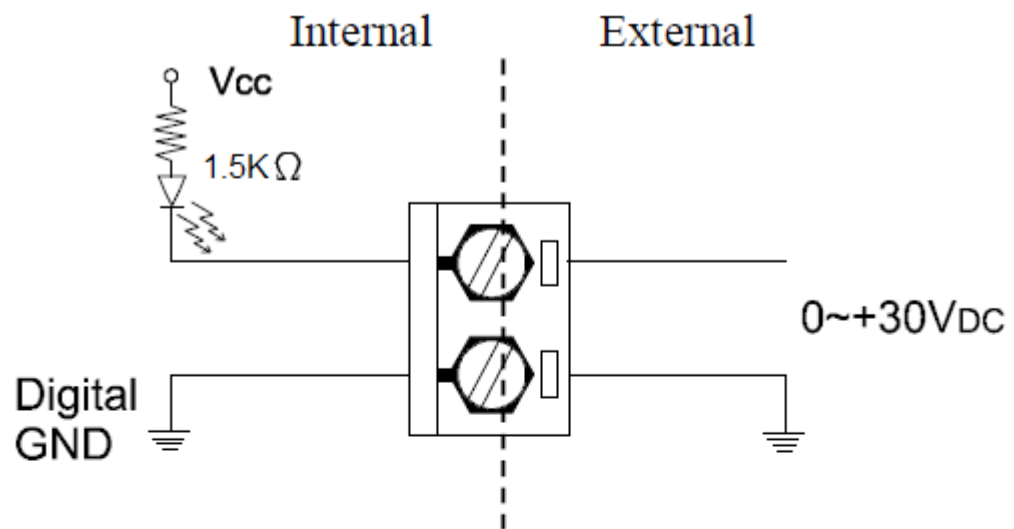 Internal
External
Vcc
1.5KΩ
0~+30VDC
Digital
GND